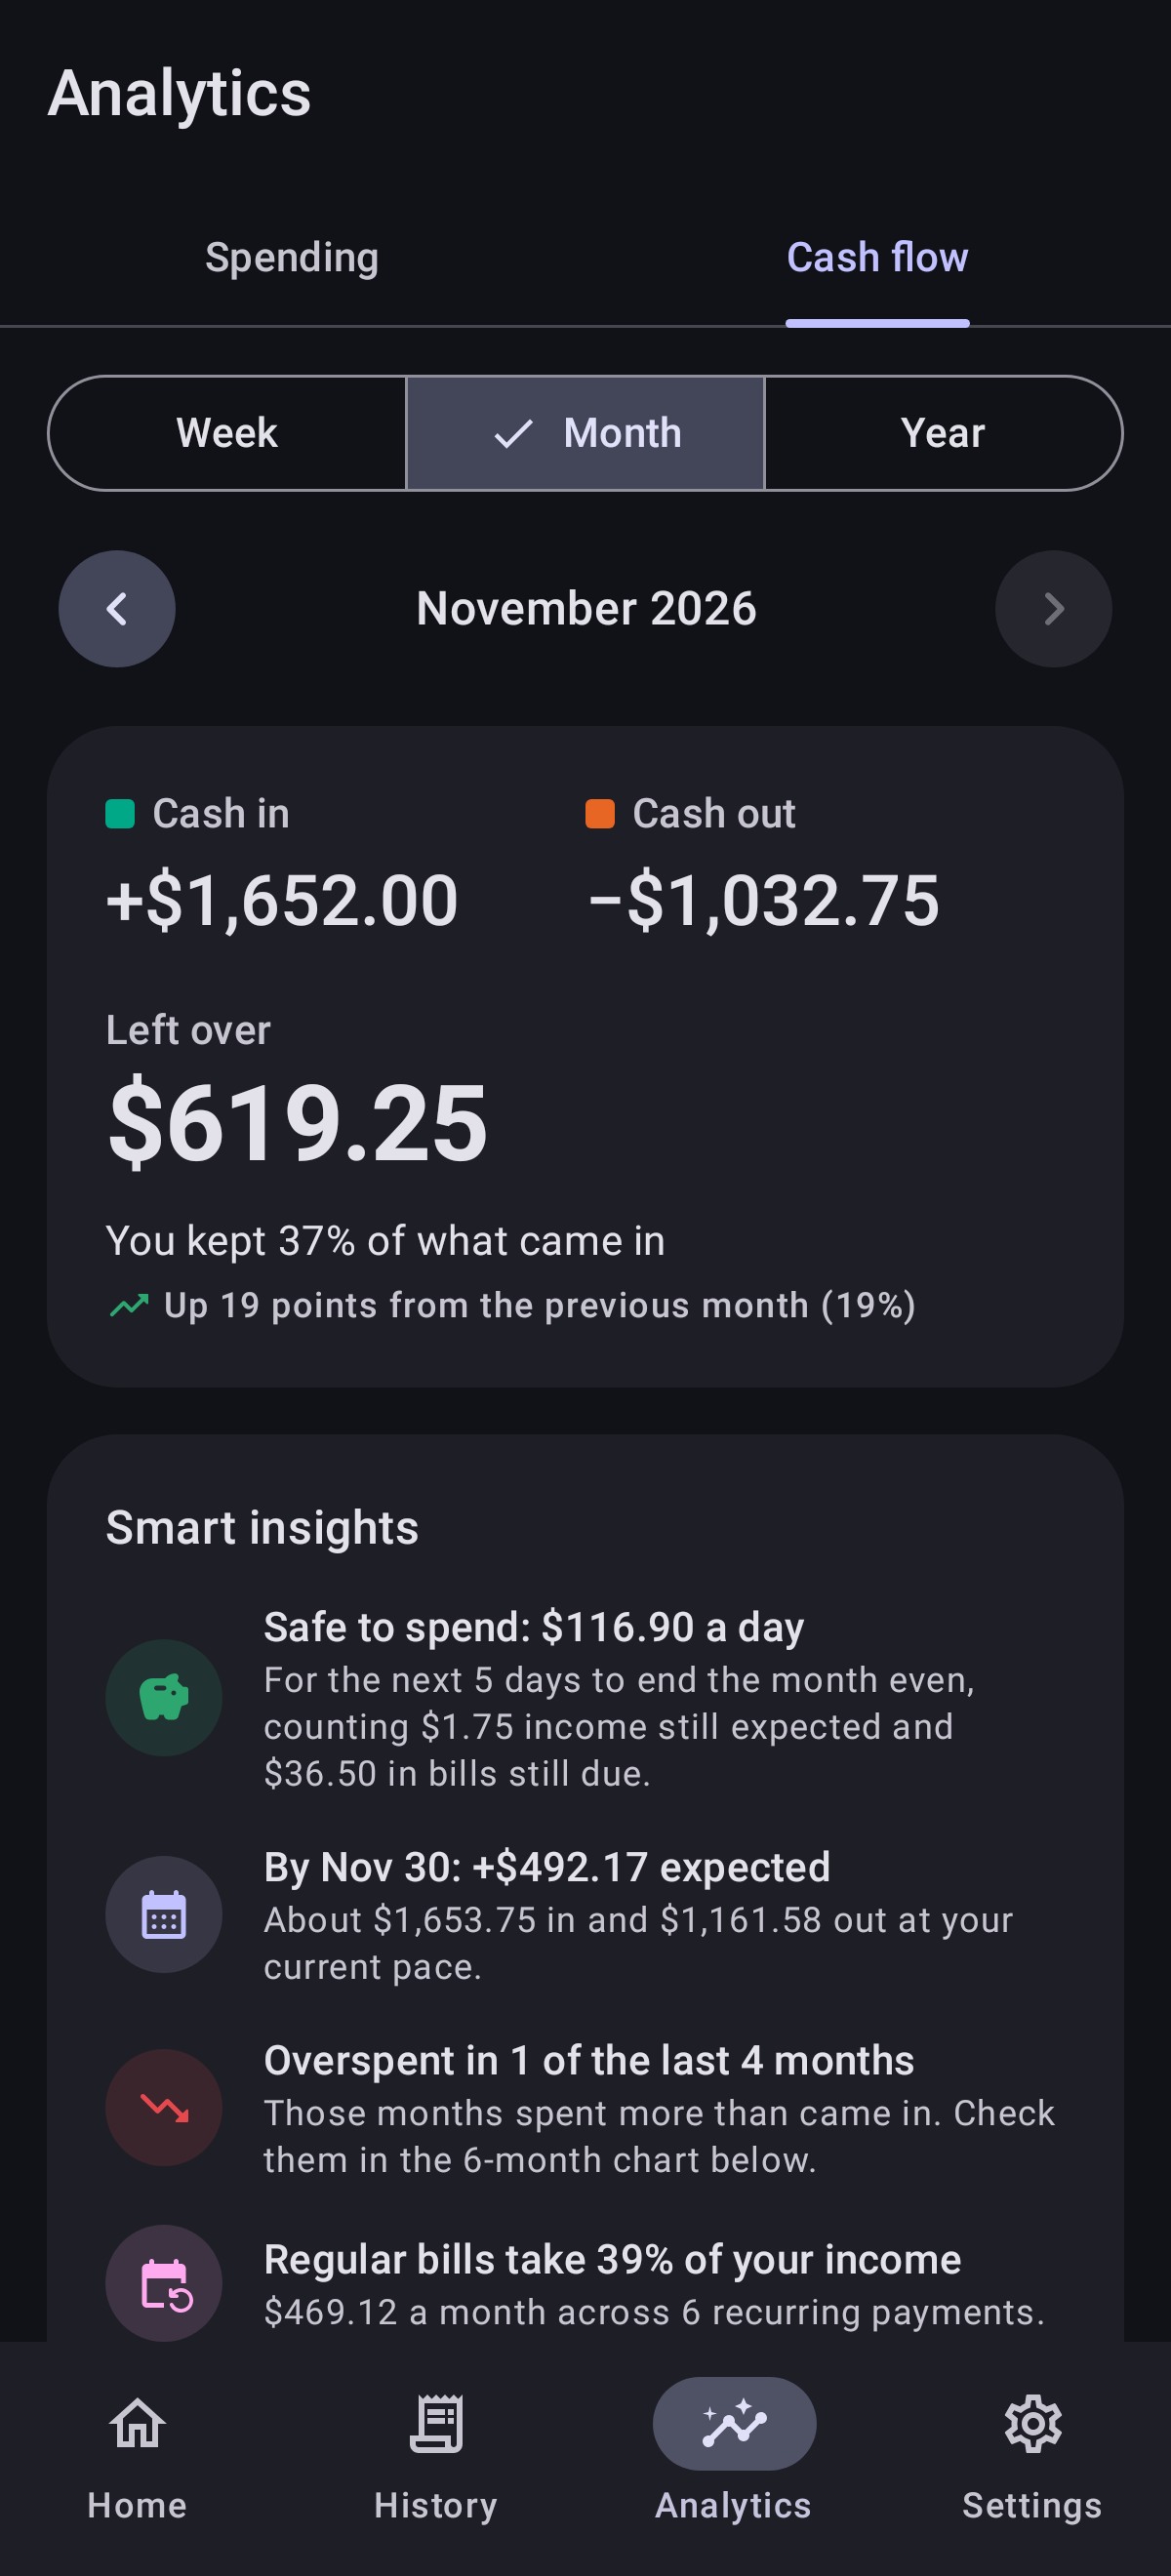 Analytics
Spending
Cash flow
Week
Month
Year
November 2026
Cash in
Cash out
+$1,652.00
−$1,032.75
Left over
$619.25
You kept 37% of what came in
Up 19 points from the previous month (19%)
Smart insights
Safe to spend: $116.90 a day
For the next 5 days to end the month even,
counting $1.75 income still expected and
$36.50 in bills still due.
By Nov 30: +$492.17 expected
About $1,653.75 in and $1,161.58 out at your
current pace.
Overspent in 1 of the last 4 months
Those months spent more than came in. Check
them in the 6-month chart below.
Regular bills take 39% of your income
$469.12 a month across 6 recurring payments.
Home
History
Analytics
Settings